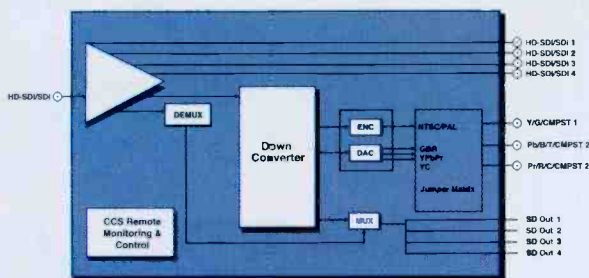 HD-SDI/SDI 1
HD-SDI/SDI 2
HD-SDI/SDI 3
HD-SDI/SDI 4
HD-SDI/SDI
DEMUX
Down
Converter
ENC
DAC
NTSC/PAL
GBR
YPbPr
YC
Jumper Matrix
Y/G/CMPST 1
Pb/B/Y/CMPST 2
Pr/R/C/CMPST 2
MUX
SD Out 1
SD Out 2
SD Out 3
SD Out 4
CCS Remote
Monitoring &
Control